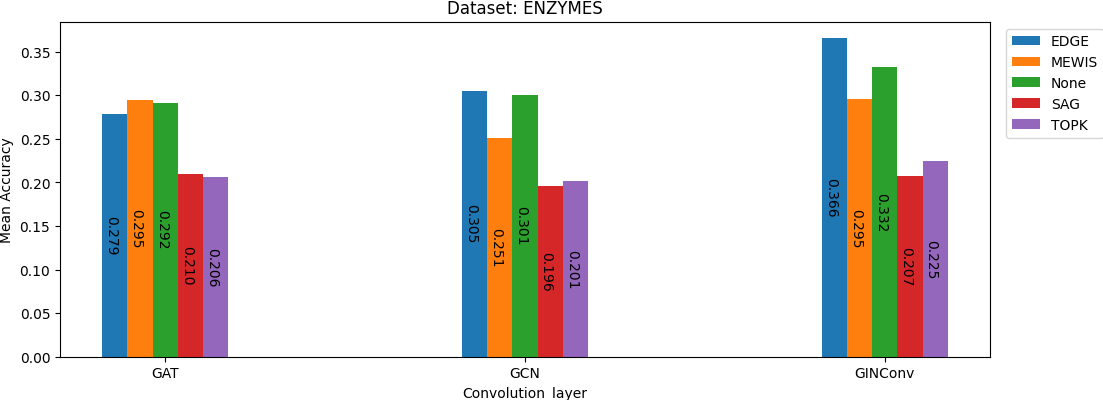 Dataset: ENZYMES
Mean Accuracy
0.35
0.30
0.25
0.20
0.15
0.10
0.05
0.00
0.279
0.295
0.292
0.210
0.206
0.305
0.251
0.301
0.196
0.201
0.366
0.295
0.332
0.207
0.225
GAT
GCN
GINConv
Convolution_layer
EDGE
MEWIS
None
SAG
TOPK